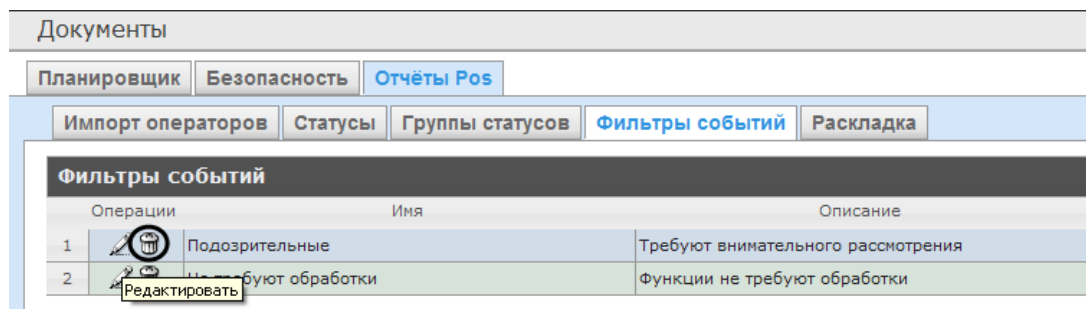 Документы
Планировщик Безопасность Отчёты Pos
Импорт операторов Статусы Группы статусов Фильтры событий Раскладка
Фильтры событий
Операции Имя Описание
1 Подозрительные Требуют внимательного рассмотрения
2 требуют обработки Функции не требуют обработки
Редактировать